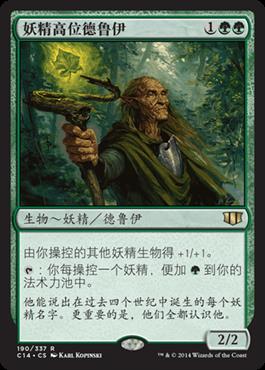 妖精高位德鲁伊 1
生物～妖精／德鲁伊
由你操控的其他妖精生物得 +1/+1。
：你每操控一个妖精，便加 到你的
法术力池中。
他能说出在过去四个世纪中诞生的每个妖
精名字。更重要的是，他们全都认识他。
2/2
190/337 R
C14 • CS KARL KOPINSKI
™ & © 2014 Wizards of the Coast